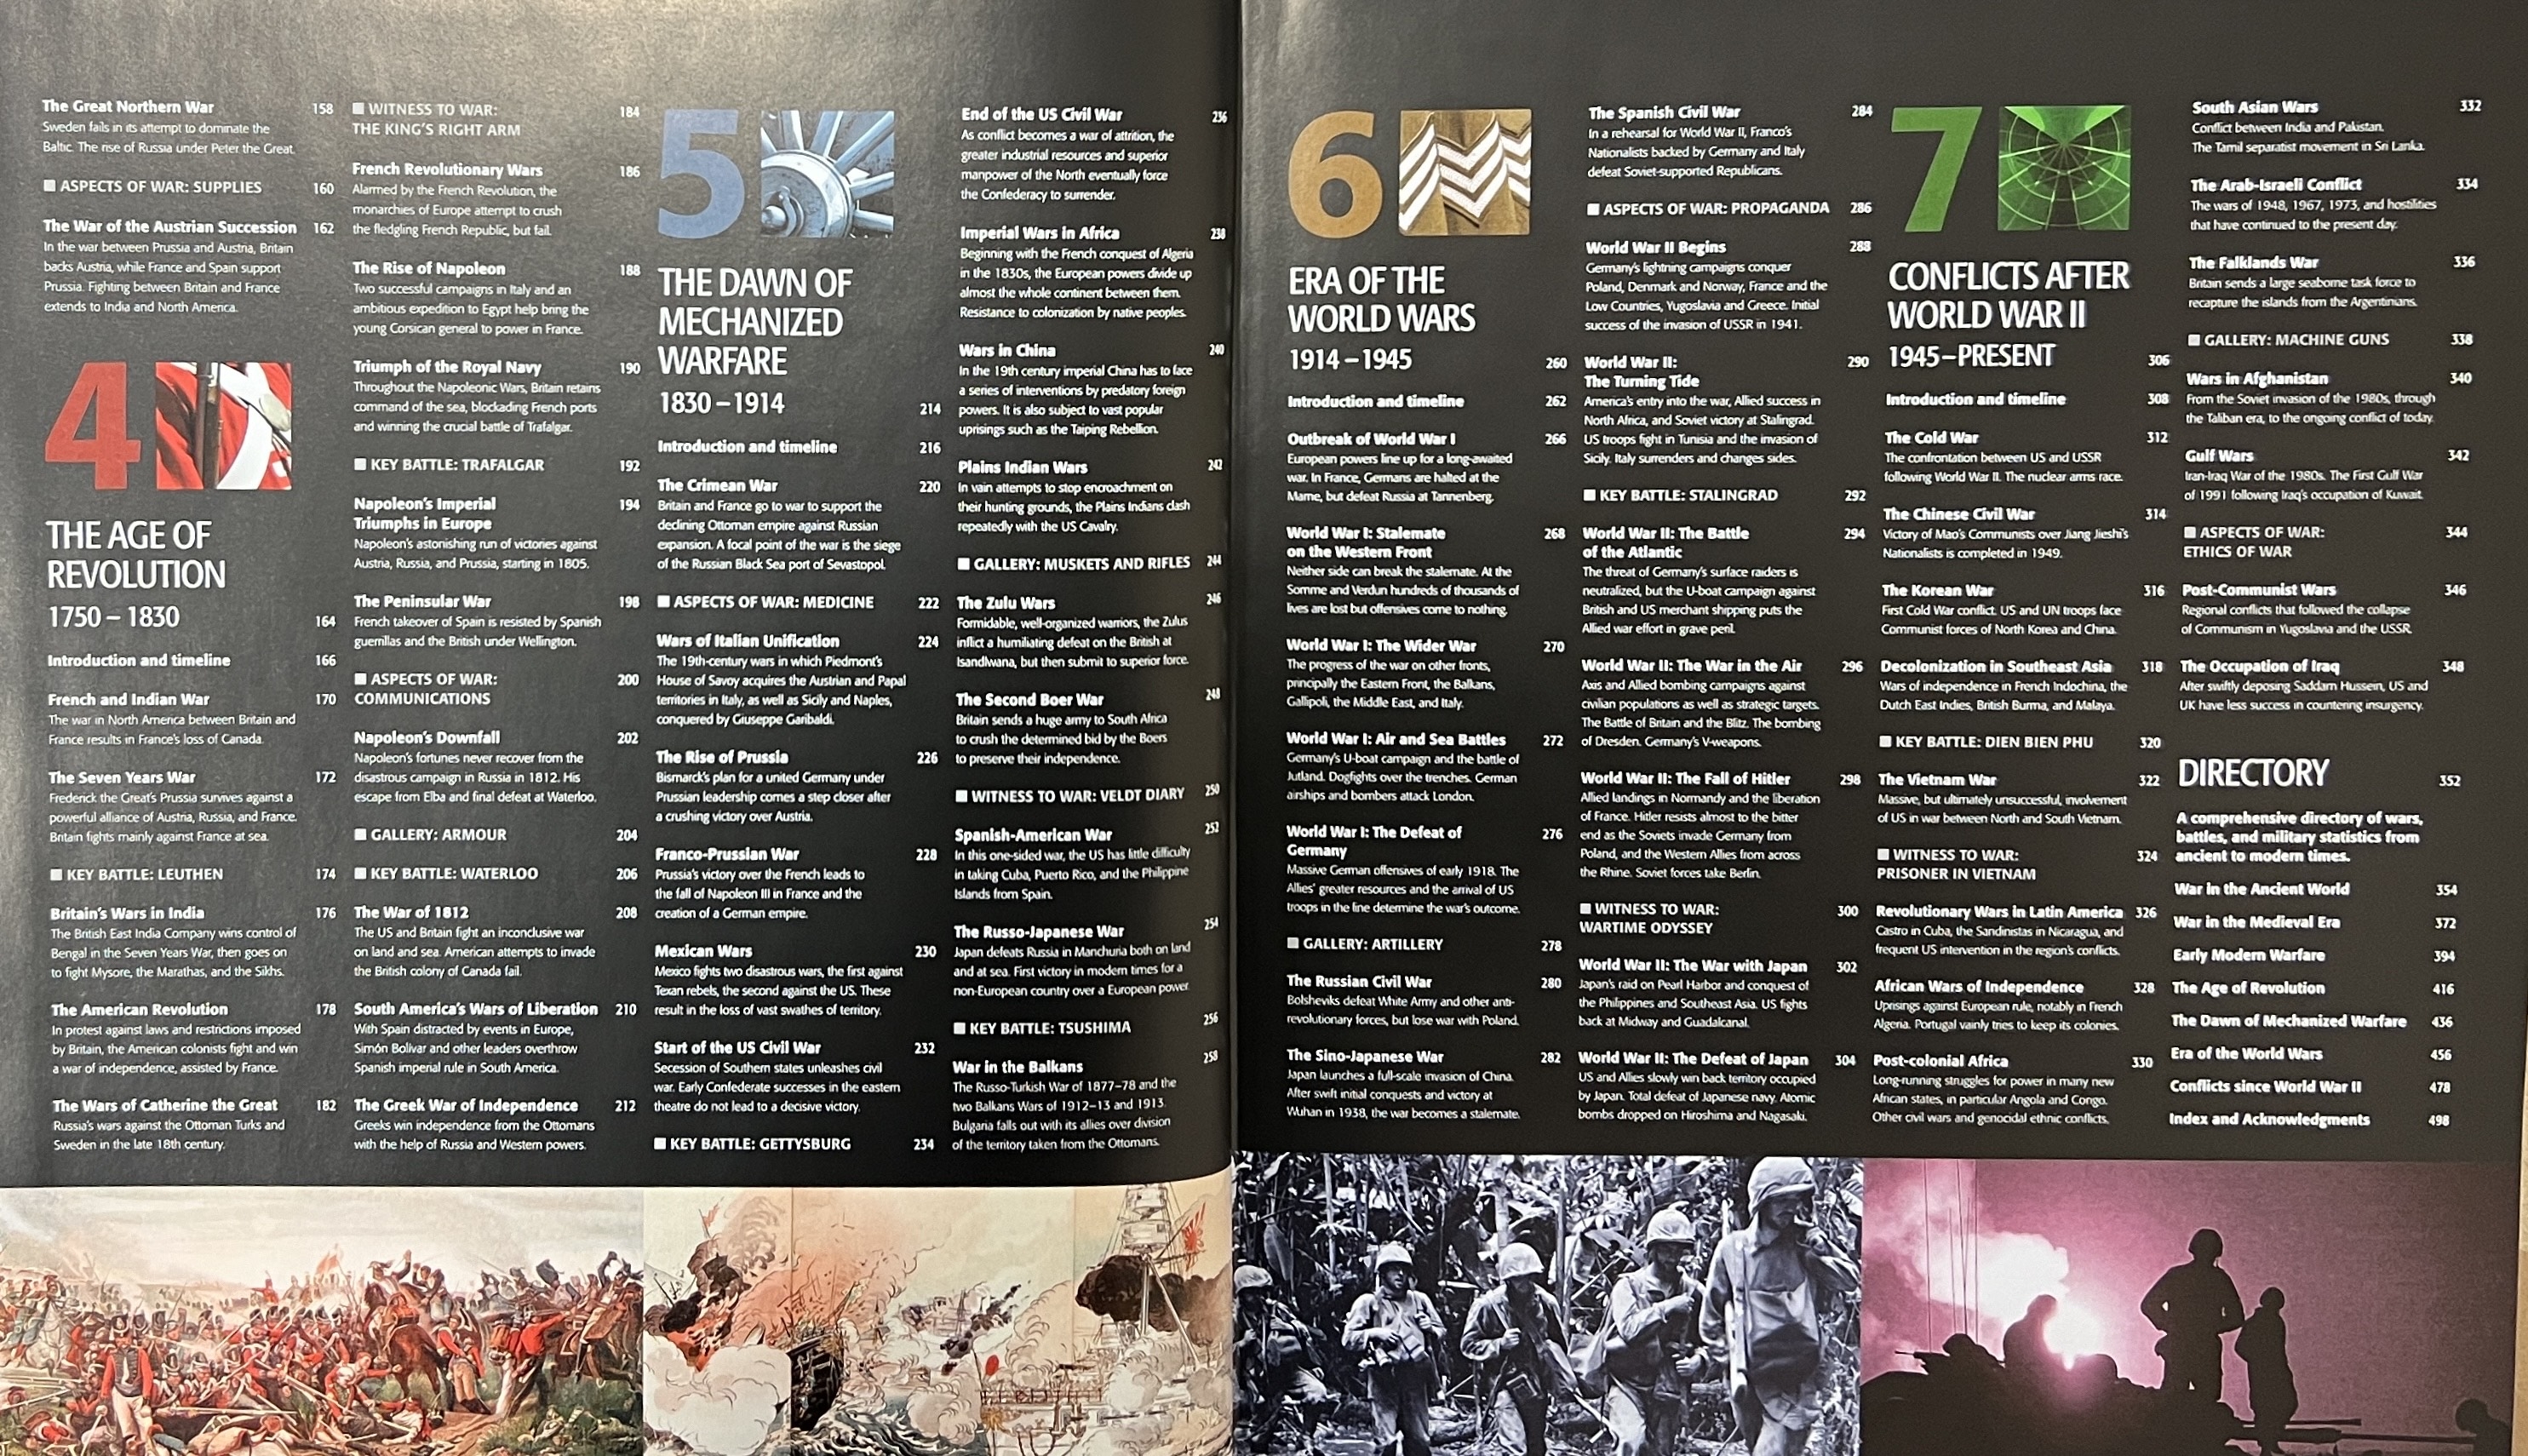 The Great Northern War 158
Sweden fails in its attempt to dominate the
Baltic. The rise of Russia under Peter the Great.
ASPECTS OF WAR: SUPPLIES 160
The War of the Austrian Succession 162
In the war between Prussia and Austria, Britain
backs Austria, while France and Spain support
Prussia. Fighting between Britain and France
extends to India and North America.
4
THE AGE OF
REVOLUTION
1750 – 1830 164
Introduction and timeline 166
French and Indian War 170
The war in North America between Britain and
France results in France's loss of Canada.
The Seven Years War 172
Frederick the Great's Prussia survives against a
powerful alliance of Austria, Russia, and France.
Britain fights mainly against France at sea.
KEY BATTLE: LEUTHEN 174
Britain's Wars in India 176
The British East India Company wins control of
Bengal in the Seven Years War, then goes on
to fight Mysore, the Marathas, and the Sikhs.
The American Revolution 178
In protest against laws and restrictions imposed
by Britain, the American colonists fight and win
a war of independence, assisted by France.
The Wars of Catherine the Great 182
Russia's wars against the Ottoman Turks and
Sweden in the late 18th century.
WITNESS TO WAR: 184
THE KING'S RIGHT ARM
French Revolutionary Wars 186
Alarmed by the French Revolution, the
monarchies of Europe attempt to crush
the fledgling French Republic, but fail.
The Rise of Napoleon 188
Two successful campaigns in Italy and an
ambitious expedition to Egypt help bring the
young Corsican general to power in France.
Triumph of the Royal Navy 190
Throughout the Napoleonic Wars, Britain retains
command of the sea, blockading French ports
and winning the crucial battle of Trafalgar.
KEY BATTLE: TRAFALGAR 192
Napoleon's Imperial 194
Triumphs in Europe
Napoleon's astonishing run of victories against
Austria, Russia, and Prussia, starting in 1805.
The Peninsular War 198
French takeover of Spain is resisted by Spanish
guerrillas and the British under Wellington.
ASPECTS OF WAR: 200
COMMUNICATIONS
Napoleon's Downfall 202
Napoleon's fortunes never recover from the
disastrous campaign in Russia in 1812. His
escape from Elba and final defeat at Waterloo.
GALLERY: ARMOUR 204
KEY BATTLE: WATERLOO 206
The War of 1812 208
The US and Britain fight an inconclusive war
on land and sea. American attempts to invade
the British colony of Canada fail.
South America's Wars of Liberation 210
With Spain distracted by events in Europe,
Simón Bolívar and other leaders overthrow
Spanish imperial rule in South America.
The Greek War of Independence 212
Greeks win independence from the Ottomans
with the help of Russia and Western powers.
5
THE DAWN OF
MECHANIZED
WARFARE
1830 – 1914 214
Introduction and timeline 216
The Crimean War 220
Britain and France go to war to support the
declining Ottoman empire against Russian
expansion. A focal point of the war is the siege
of the Russian Black Sea port of Sevastopol.
ASPECTS OF WAR: MEDICINE 222
Wars of Italian Unification 224
The 19th-century wars in which Piedmont's
House of Savoy acquires the Austrian and Papal
territories in Italy, as well as Sicily and Naples,
conquered by Giuseppe Garibaldi.
The Rise of Prussia 226
Bismarck's plan for a united Germany under
Prussian leadership comes a step closer after
a crushing victory over Austria.
Franco-Prussian War 228
Prussia's victory over the French leads to
the fall of Napoleon III in France and the
creation of a German empire.
Mexican Wars 230
Mexico fights two disastrous wars, the first against
Texan rebels, the second against the US. These
result in the loss of vast swathes of territory.
Start of the US Civil War 232
Secession of Southern states unleashes civil
war. Early Confederate successes in the eastern
theatre do not lead to a decisive victory.
KEY BATTLE: GETTYSBURG 234
End of the US Civil War 236
As conflict becomes a war of attrition, the
greater industrial resources and superior
manpower of the North eventually force
the Confederacy to surrender.
Imperial Wars in Africa 238
Beginning with the French conquest of Algeria
in the 1830s, the European powers divide up
almost the whole continent between them.
Resistance to colonization by native peoples.
Wars in China 240
In the 19th century imperial China has to face
a series of interventions by predatory foreign
powers. It is also subject to vast popular
uprisings such as the Taiping Rebellion.
Plains Indian Wars 242
In vain attempts to stop encroachment on
their hunting grounds, the Plains Indians clash
repeatedly with the US Cavalry.
GALLERY: MUSKETS AND RIFLES 244
The Zulu Wars 246
Formidable, well-organized warriors, the Zulus
inflict a humiliating defeat on the British at
Isandlwana, but then submit to superior force.
The Second Boer War 248
Britain sends a huge army to South Africa
to crush the determined bid by the Boers
to preserve their independence.
WITNESS TO WAR: VELDT DIARY 250
Spanish-American War 252
In this one-sided war, the US has little difficulty
in taking Cuba, Puerto Rico, and the Philippine
Islands from Spain.
The Russo-Japanese War 254
Japan defeats Russia in Manchuria both on land
and at sea. First victory in modern times for a
non-European country over a European power.
KEY BATTLE: TSUSHIMA 256
War in the Balkans 258
The Russo-Turkish War of 1877–78 and the
two Balkans Wars of 1912–13 and 1913.
Bulgaria falls out with its allies over division
of the territory taken from the Ottomans.
6
ERA OF THE
WORLD WARS
1914 – 1945 260
Introduction and timeline 262
Outbreak of World War I 266
European powers line up for a long-awaited
war. In France, Germans are halted at the
Marne, but defeat Russia at Tannenberg.
World War I: Stalemate 268
on the Western Front
Neither side can break the stalemate. At the
Somme and Verdun hundreds of thousands of
lives are lost but offensives come to nothing.
World War I: The Wider War 270
The progress of the war on other fronts,
principally the Eastern Front, the Balkans,
Gallipoli, the Middle East, and Italy.
World War I: Air and Sea Battles 272
Germany's U-boat campaign and the battle of
Jutland. Dogfights over the trenches. German
airships and bombers attack London.
World War I: The Defeat of 276
Germany
Massive German offensives of early 1918. The
Allies' greater resources and the arrival of US
troops in the line determine the war's outcome.
GALLERY: ARTILLERY 278
The Russian Civil War 280
Bolsheviks defeat White Army and other anti-
revolutionary forces, but lose war with Poland.
The Sino-Japanese War 282
Japan launches a full-scale invasion of China.
After swift initial conquests and victory at
Wuhan in 1938, the war becomes a stalemate.
The Spanish Civil War 284
In a rehearsal for World War II, Franco's
Nationalists backed by Germany and Italy
defeat Soviet-supported Republicans.
ASPECTS OF WAR: PROPAGANDA 286
World War II Begins 288
Germany's lightning campaigns conquer
Poland, Denmark and Norway, France and the
Low Countries, Yugoslavia and Greece. Initial
success of the invasion of USSR in 1941.
World War II: 290
The Turning Tide
America's entry into the war, Allied success in
North Africa, and Soviet victory at Stalingrad.
US troops fight in Tunisia and the invasion of
Sicily. Italy surrenders and changes sides.
KEY BATTLE: STALINGRAD 292
World War II: The Battle 294
of the Atlantic
The threat of Germany's surface raiders is
neutralized, but the U-boat campaign against
British and US merchant shipping puts the
Allied war effort in grave peril.
World War II: The War in the Air 296
Axis and Allied bombing campaigns against
civilian populations as well as strategic targets.
The Battle of Britain and the Blitz. The bombing
of Dresden. Germany's V-weapons.
World War II: The Fall of Hitler 298
Allied landings in Normandy and the liberation
of France. Hitler resists almost to the bitter
end as the Soviets invade Germany from
Poland, and the Western Allies from across
the Rhine. Soviet forces take Berlin.
WITNESS TO WAR: 300
WARTIME ODYSSEY
World War II: The War with Japan 302
Japan's raid on Pearl Harbor and conquest of
the Philippines and Southeast Asia. US fights
back at Midway and Guadalcanal.
World War II: The Defeat of Japan 304
US and Allies slowly win back territory occupied
by Japan. Total defeat of Japanese navy. Atomic
bombs dropped on Hiroshima and Nagasaki.
7
CONFLICTS AFTER
WORLD WAR II
1945–PRESENT 306
Introduction and timeline 308
The Cold War 312
The confrontation between US and USSR
following World War II. The nuclear arms race.
The Chinese Civil War 314
Victory of Mao's Communists over Jiang Jieshi's
Nationalists is completed in 1949.
The Korean War 316
First Cold War conflict. US and UN troops face
Communist forces of North Korea and China.
Decolonization in Southeast Asia 318
Wars of independence in French Indochina, the
Dutch East Indies, British Burma, and Malaya.
KEY BATTLE: DIEN BIEN PHU 320
The Vietnam War 322
Massive, but ultimately unsuccessful, involvement
of US in war between North and South Vietnam.
WITNESS TO WAR: 324
PRISONER IN VIETNAM
Revolutionary Wars in Latin America 326
Castro in Cuba, the Sandinistas in Nicaragua, and
frequent US intervention in the region's conflicts.
African Wars of Independence 328
Uprisings against European rule, notably in French
Algeria. Portugal vainly tries to keep its colonies.
Post-colonial Africa 330
Long-running struggles for power in many new
African states, in particular Angola and Congo.
Other civil wars and genocidal ethnic conflicts.
South Asian Wars 332
Conflict between India and Pakistan.
The Tamil separatist movement in Sri Lanka.
The Arab-Israeli Conflict 334
The wars of 1948, 1967, 1973, and hostilities
that have continued to the present day.
The Falklands War 336
Britain sends a large seaborne task force to
recapture the islands from the Argentinians.
GALLERY: MACHINE GUNS 338
Wars in Afghanistan 340
From the Soviet invasion of the 1980s, through
the Taliban era, to the ongoing conflict of today.
Gulf Wars 342
Iran-Iraq War of the 1980s. The First Gulf War
of 1991 following Iraq's occupation of Kuwait.
ASPECTS OF WAR: 344
ETHICS OF WAR
Post-Communist Wars 346
Regional conflicts that followed the collapse
of Communism in Yugoslavia and the USSR.
The Occupation of Iraq 348
After swiftly deposing Saddam Hussein, US and
UK have less success in countering insurgency.
DIRECTORY 352
A comprehensive directory of wars,
battles, and military statistics from
ancient to modern times.
War in the Ancient World 354
War in the Medieval Era 372
Early Modern Warfare 394
The Age of Revolution 416
The Dawn of Mechanized Warfare 436
Era of the World Wars 456
Conflicts since World War II 478
Index and Acknowledgments 498